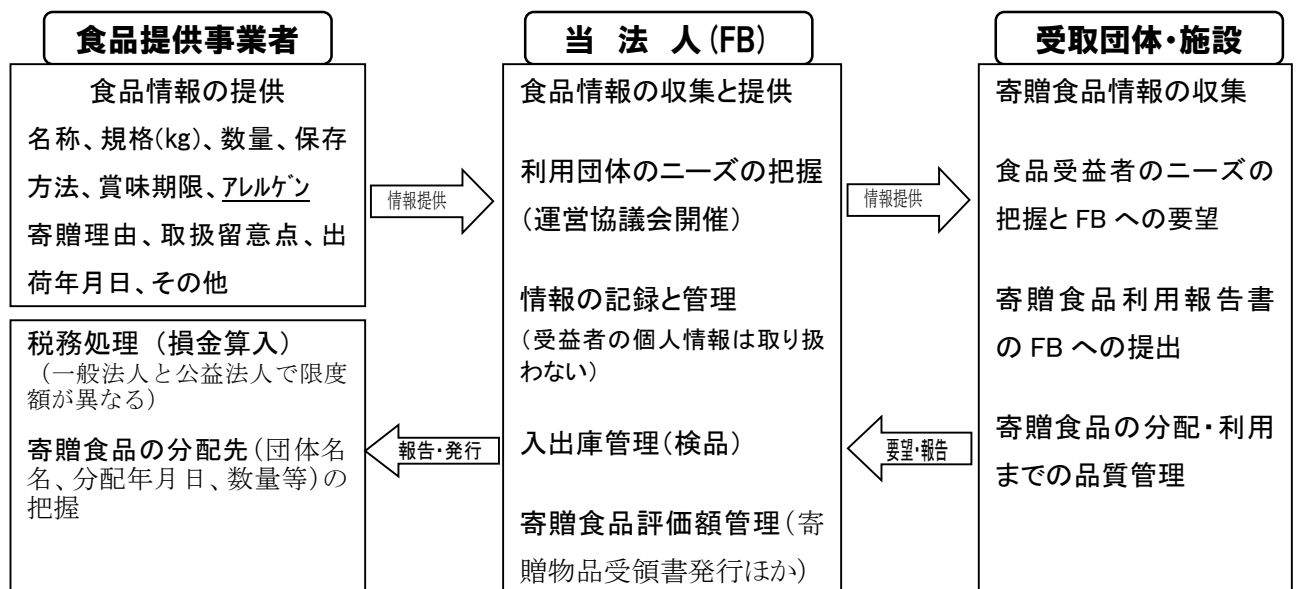 食品提供事業者
食品情報の提供
名称、規格(kg)、数量、保存
方法、賞味期限、アレルゲン
寄贈理由、取扱留意点、出
荷年月日、その他
税務処理（損金算入）
（一般法人と公益法人で限度
額が異なる）
寄贈食品の分配先（団体名
名、分配年月日、数量等）の
把握
情報提供
報告・発行
当 法 人(FB)
食品情報の収集と提供
利用団体のニーズの把握
（運営協議会開催）
情報の記録と管理
（受益者の個人情報は取り扱
わない）
入出庫管理（検品）
寄贈食品評価額管理（寄
贈物品受領書発行ほか）
情報提供
要望・報告
受取団体・施設
寄贈食品情報の収集
食品受益者のニーズの
把握と FB への要望
寄贈食品利用報告書
の FB への提出
寄贈食品の分配・利用
までの品質管理